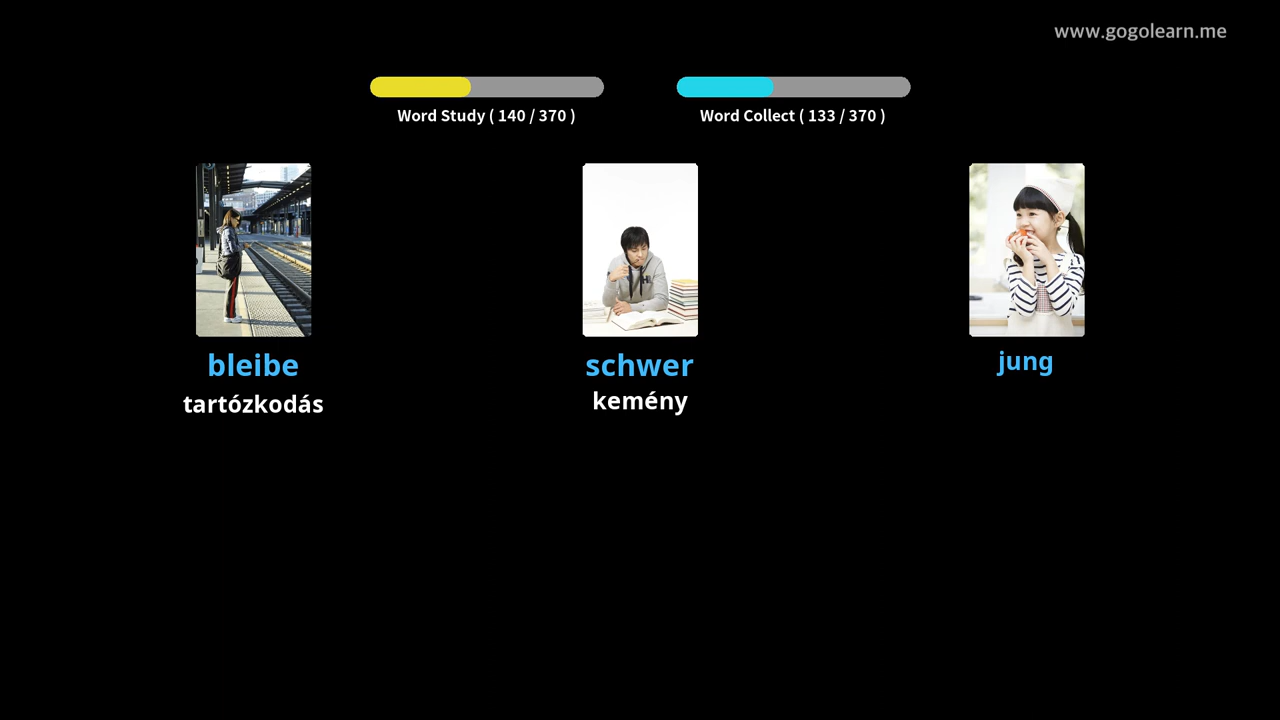 www.gogolearn.me
Word Study ( 140 / 370 )
Word Collect ( 133 / 370 )
bleibe
tartózkodás
schwer
kemény
jung